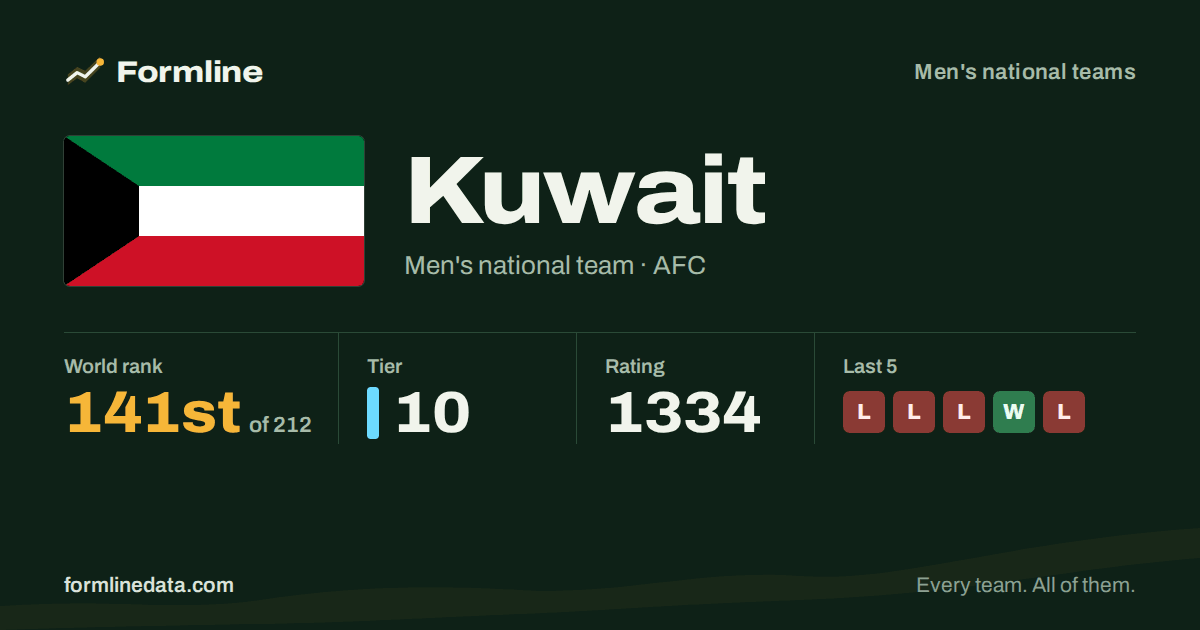 Formline
Men's national teams
Kuwait
Men's national team · AFC
World rank
141st of 212
Tier
10
Rating
1334
Last 5
L L L W L
formlinedata.com
Every team. All of them.